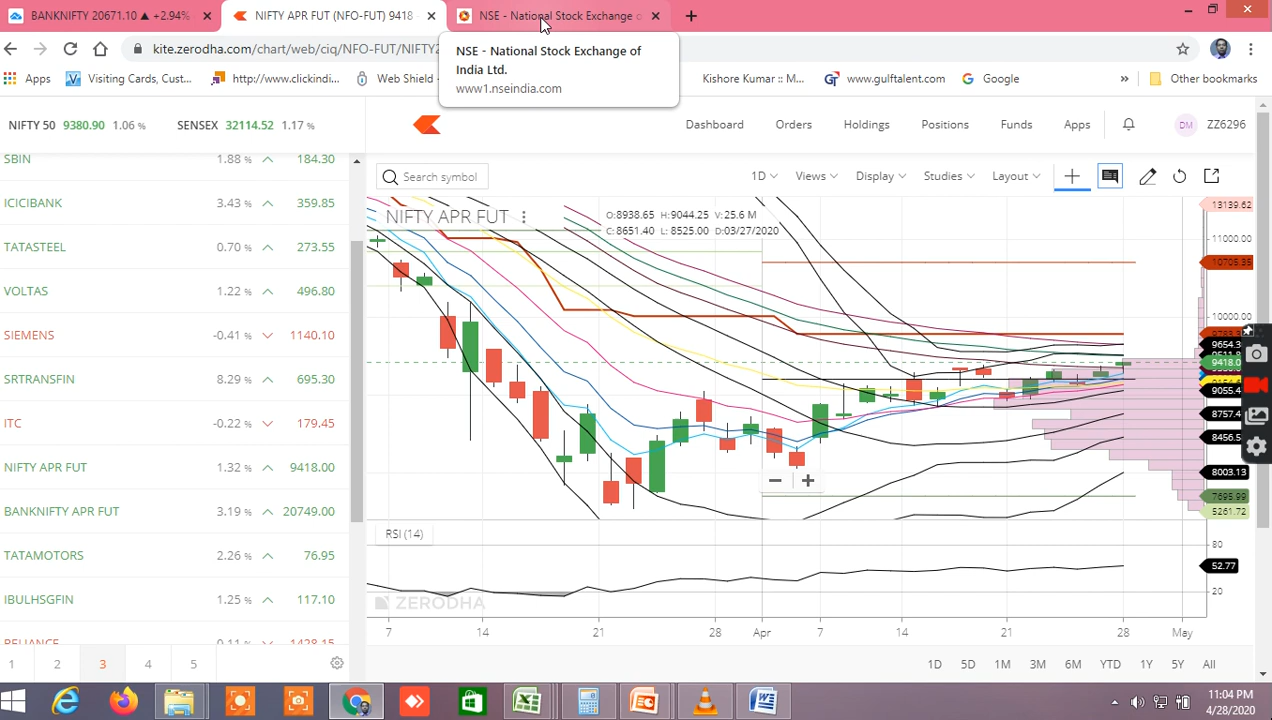 BANKNIFTY 20671.10 ▲ +2.94%
NIFTY APR FUT (NFO-FUT) 9418
NSE - National Stock Exchange o
kite.zerodha.com/chart/web/ciq/NFO-FUT/NIFTY2
NSE - National Stock Exchange of
India Ltd.
www1.nseindia.com
Apps
Visiting Cards, Cust...
http://www.clickindi...
Web Shield
Kishore Kumar :: M...
www.gulftalent.com
Google
»
Other bookmarks
NIFTY 50 9380.90 1.06 %
SENSEX 32114.52 1.17 %
Dashboard
Orders
Holdings
Positions
Funds
Apps
DM
ZZ6296
SBIN 1.88 % 184.30
ICICIBANK 3.43 % 359.85
TATASTEEL 0.70 % 273.55
VOLTAS 1.22 % 496.80
SIEMENS -0.41 % 1140.10
SRTRANSFIN 8.29 % 695.30
ITC -0.22 % 179.45
NIFTY APR FUT 1.32 % 9418.00
BANKNIFTY APR FUT 3.19 % 20749.00
TATAMOTORS 2.26 % 76.95
IBULHSGFIN 1.25 % 117.10
RELIANCE 0.11 % 1428.15
1 2 3 4 5
Search symbol
1D
Views
Display
Studies
Layout
NIFTY APR FUT
O:8938.65 H:9044.25 V:25.6 M
C:8651.40 L:8525.00 D:03/27/2020
13139.62
11000.00
10705.35
10000.00
9654.3
9418.0
9055.4
8757.4
8456.5
8003.13
7695.99
5261.72
RSI (14)
80
52.77
20
ZERODHA
7 14 21 28 Apr 7 14 21 28 May
1D 5D 1M 3M 6M YTD 1Y 5Y All
11:04 PM
4/28/2020